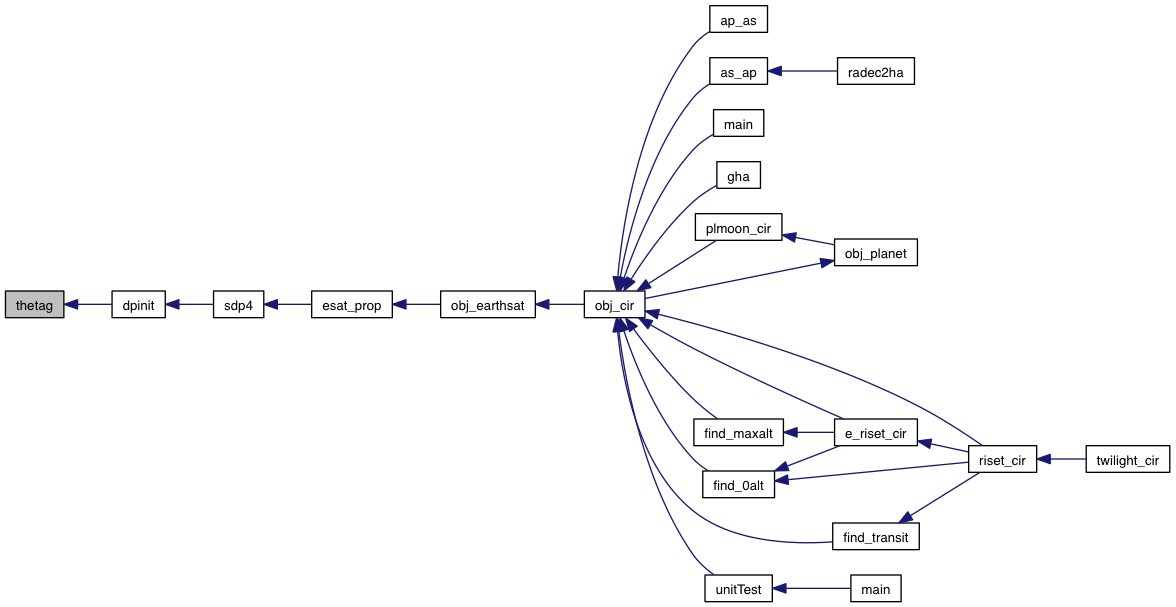 ap_as
as_ap
radec2ha
main
gha
plmoon_cir
obj_planet
thetag
dpinit
sdp4
esat_prop
obj_earthsat
obj_cir
find_maxalt
e_riset_cir
riset_cir
twilight_cir
find_0alt
find_transit
unitTest
main